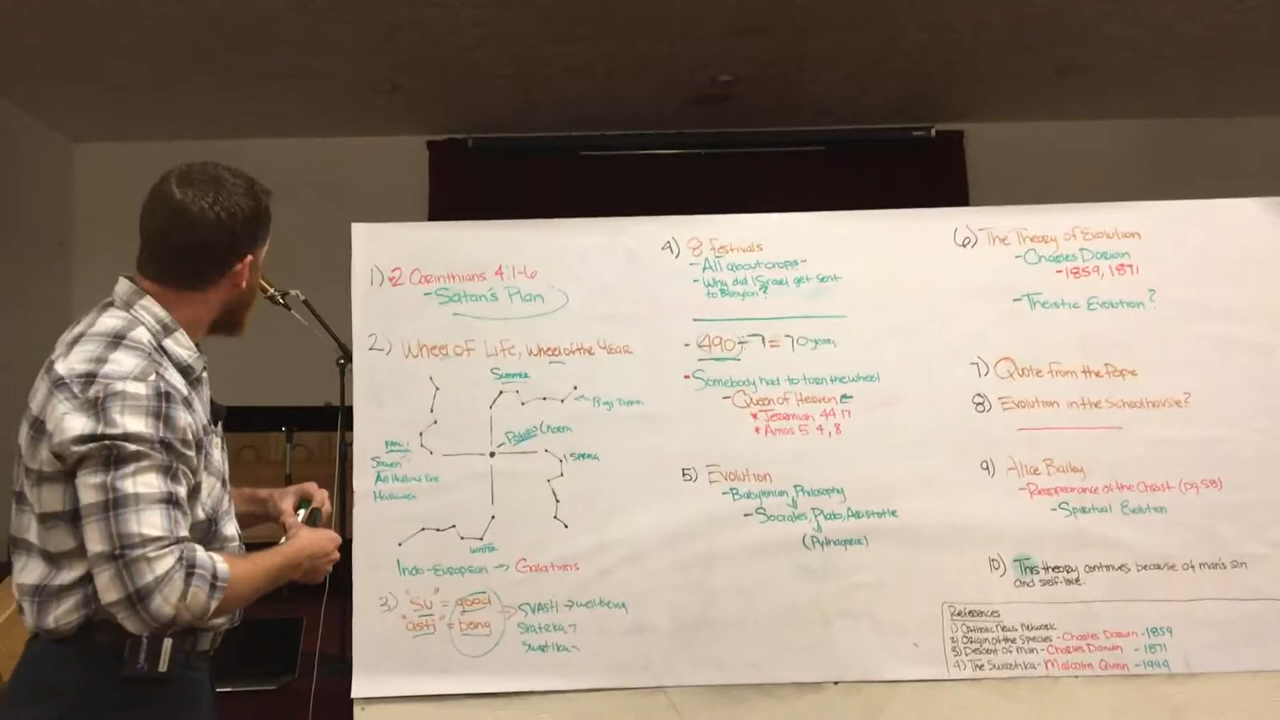 1) 2 Corinthians 4:1-6
- Satan's Plan
2) Wheel of Life, Wheel of the Year
Summer
Big Dipper
Polaris Charm
Fall
Sowen
All Hallow Eve
Halloween
Spring
Winter
Indo-European → Galatians
3) "SU" = good
"asti" = being
SVAsti → wellbeing
Svasti ka
Swastika
4) 8 festivals
- All about crops -
- Why did Israel get sent
to Babylon?
- 490 ÷ 7 = 70 years
- Somebody had to turn the wheel
- Queen of Heaven
* Jeremiah 44:17
* Amos 5:4,8
5) Evolution
- Babylonian Philosophy
- Socrates, Plato, Aristotle
(Pythagoras)
6) The Theory of Evolution
- Charles Darwin
- 1859, 1871
- Theistic Evolution?
7) Quote from the Pope
8) Evolution in the Schoolhouse?
9) Alice Bailey
- Reappearance of the Christ (pg 58)
- Spiritual Evolution
10) This theory continues because of man's sin
and self-love.
References
1) Catholic News Network
2) Origin of the Species - Charles Darwin - 1859
3) Descent of man - Charles Darwin - 1871
4) The Swastika - Malcolm Quinn - 1994